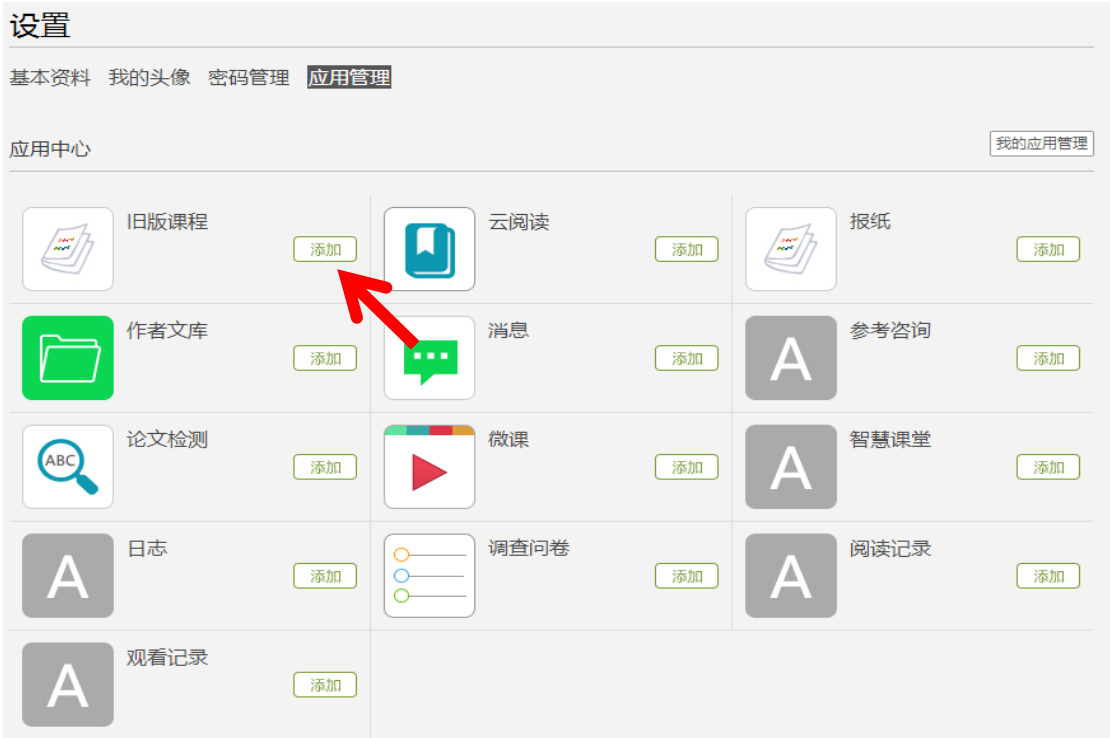 设置
基本资料 我的头像 密码管理 应用管理
应用中心 我的应用管理
旧版课程 云阅读 报纸
添加 添加 添加
作者文库 消息 参考咨询
A
添加 添加 添加
论文检测 微课 智慧课堂
ABC A
添加 添加 添加
日志 调查问卷 阅读记录
A A
添加 添加 添加
观看记录
A
添加